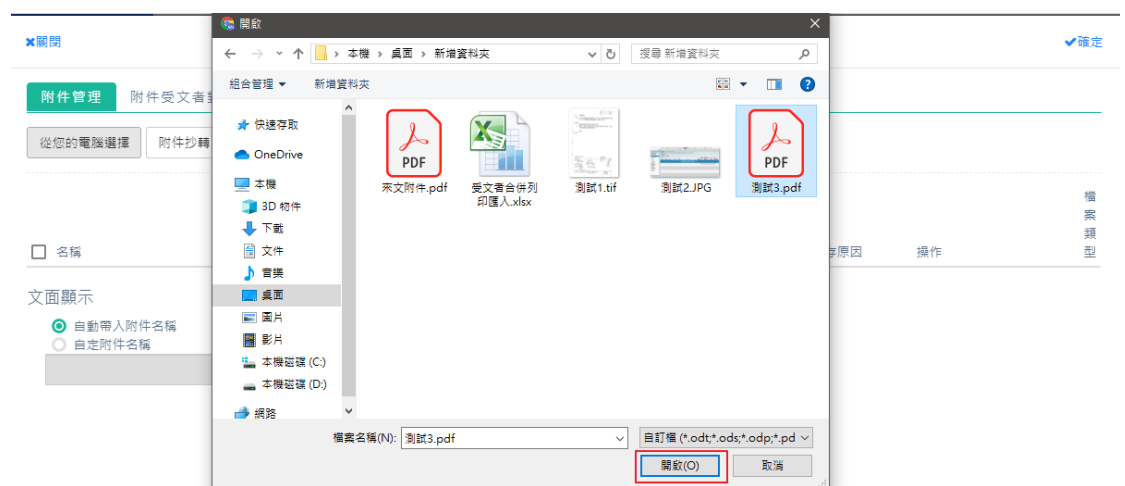 開啟
✖關閉
✔確定
本機 › 桌面 › 新增資料夾
搜尋 新增資料夾
組合管理
新增資料夾
附件管理
附件受文者
從您的電腦選擇
附件抄轉
快速存取
OneDrive
本機
3D 物件
下載
文件
音樂
桌面
圖片
影片
本機磁碟 (C:)
本機磁碟 (D:)
網路
PDF
來文附件.pdf
受文者合併列
印匯入.xlsx
測試1.tif
測試2.JPG
PDF
測試3.pdf
名稱
存原因
操作
檔
案
類
型
文面顯示
自動帶入附件名稱
自定附件名稱
檔案名稱(N):
測試3.pdf
自訂檔 (*.odt;*.ods;*.odp;*.pd
開啟(O)
取消